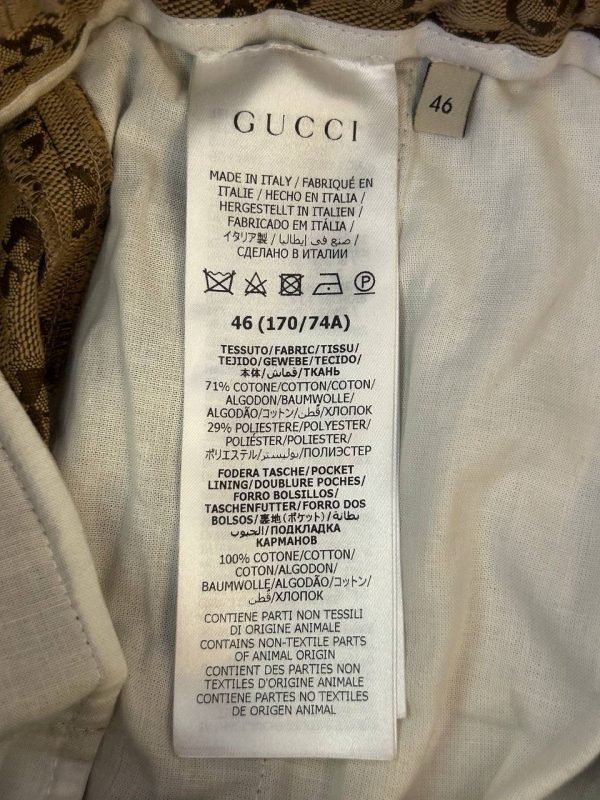 GUCCI
46
MADE IN ITALY / FABRIQUÉ EN
ITALIE / HECHO EN ITALIA /
HERGESTELLT IN ITALIEN /
FABRICADO EM ITÁLIA /
イタリア製 / صنع في إيطاليا /
СДЕЛАНО В ИТАЛИИ
P
46 (170/74A)
TESSUTO/FABRIC/TISSU/
TEJIDO/GEWEBE/TECIDO/
本体/قماش/ТКАНЬ
71% COTONE/COTTON/COTON/
ALGODON/BAUMWOLLE/
ALGODÃO/コットン/قطن/ХЛОПОК
29% POLIESTERE/POLYESTER/
POLIÉSTER/POLIESTER/
ポリエステル/بوليستر/ПОЛИЭСТЕР
FODERA TASCHE/POCKET
LINING/DOUBLURE POCHES/
FORRO BOLSILLOS/
TASCHENFUTTER/FORRO DOS
BOLSOS/裏地(ポケット)/بطانة
الجيوب/ПОДКЛАДКА
КАРМАНОВ
100% COTONE/COTTON/
COTON/ALGODON/
BAUMWOLLE/ALGODÃO/コットン/
قطن/ХЛОПОК
CONTIENE PARTI NON TESSILI
DI ORIGINE ANIMALE
CONTAINS NON-TEXTILE PARTS
OF ANIMAL ORIGIN
CONTIENT DES PARTIES NON
TEXTILES D'ORIGINE ANIMALE
CONTIENE PARTES NO TEXTILES
DE ORIGEN ANIMAL